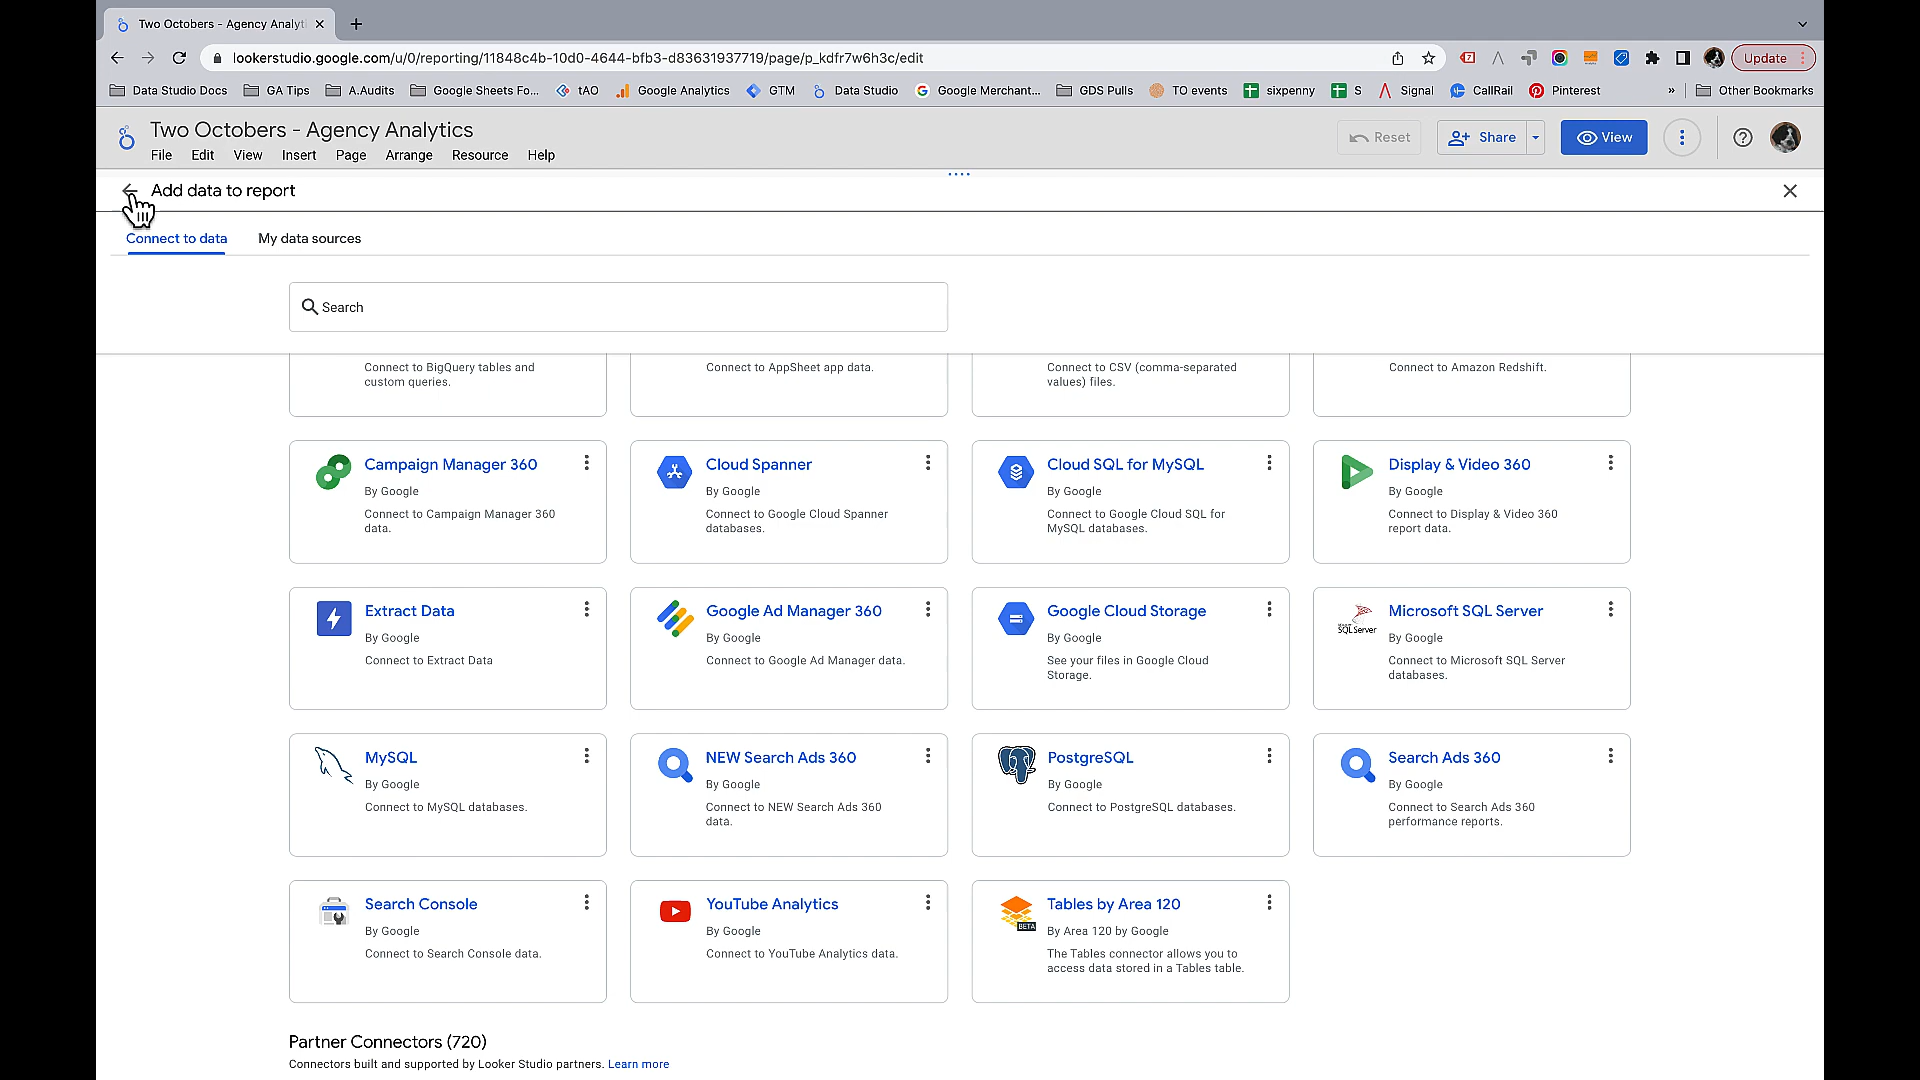 Two Octobers - Agency Analyti
lookerstudio.google.com/u/0/reporting/11848c4b-10d0-4644-bfb3-d83631937719/page/p_kdfr7w6h3c/edit
Update
Data Studio Docs
GA Tips
A.Audits
Google Sheets Fo...
tAO
Google Analytics
GTM
Data Studio
Google Merchant...
GDS Pulls
TO events
sixpenny
S
Signal
CallRail
Pinterest
»
Other Bookmarks
Two Octobers - Agency Analytics
File Edit View Insert Page Arrange Resource Help
Reset
Share
View
Add data to report
Connect to data
My data sources
Search
Connect to BigQuery tables and
custom queries.
Connect to AppSheet app data.
Connect to CSV (comma-separated
values) files.
Connect to Amazon Redshift.
Campaign Manager 360
By Google
Connect to Campaign Manager 360
data.
Cloud Spanner
By Google
Connect to Google Cloud Spanner
databases.
Cloud SQL for MySQL
By Google
Connect to Google Cloud SQL for
MySQL databases.
Display & Video 360
By Google
Connect to Display & Video 360
report data.
Extract Data
By Google
Connect to Extract Data
Google Ad Manager 360
By Google
Connect to Google Ad Manager data.
Google Cloud Storage
By Google
See your files in Google Cloud
Storage.
SQL Server
Microsoft SQL Server
By Google
Connect to Microsoft SQL Server
databases.
MySQL
By Google
Connect to MySQL databases.
NEW Search Ads 360
By Google
Connect to NEW Search Ads 360
data.
PostgreSQL
By Google
Connect to PostgreSQL databases.
Search Ads 360
By Google
Connect to Search Ads 360
performance reports.
Search Console
By Google
Connect to Search Console data.
YouTube Analytics
By Google
Connect to YouTube Analytics data.
BETA
Tables by Area 120
By Area 120 by Google
The Tables connector allows you to
access data stored in a Tables table.
Partner Connectors (720)
Connectors built and supported by Looker Studio partners. Learn more